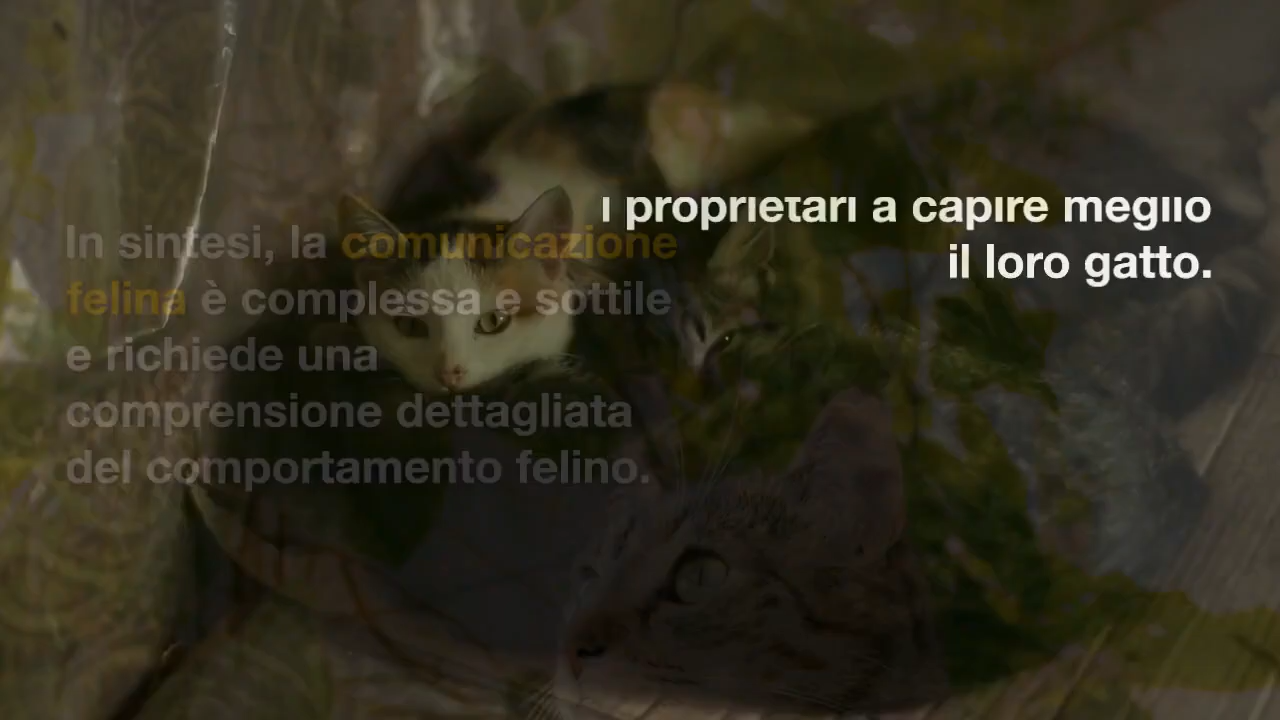 In sintesi, la comunicazione
felina è complessa e sottile
e richiede una
comprensione dettagliata
del comportamento felino.
i proprietari a capire meglio
il loro gatto.